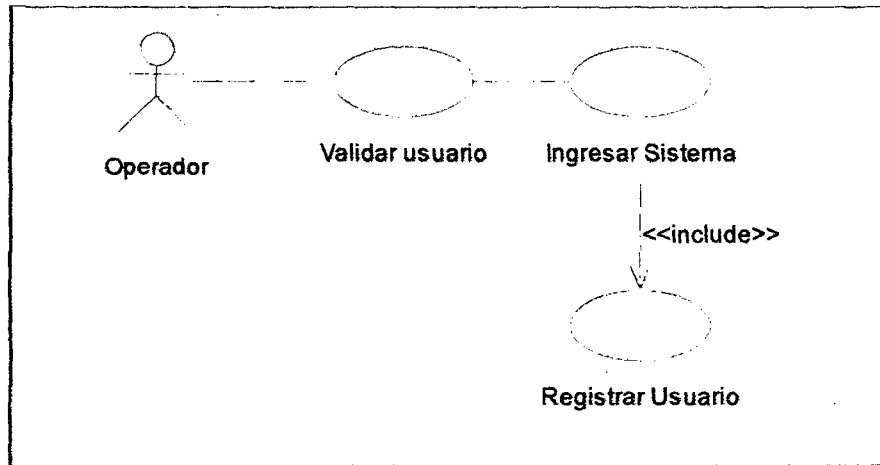 Operador
Validar usuario
Ingresar Sistema
<<include>>
Registrar Usuario